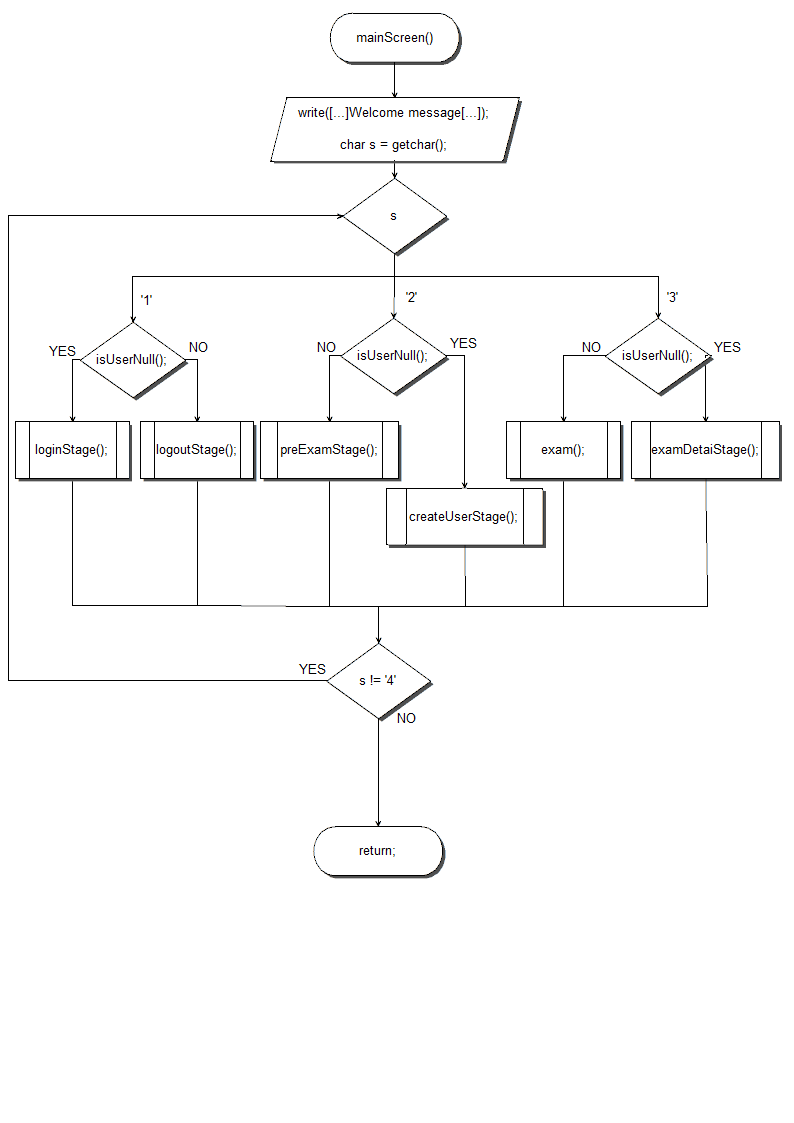 mainScreen()
write([...]Welcome message[...]);
char s = getchar();
s
'1'
'2'
'3'
YES
isUserNull();
NO
NO
isUserNull();
YES
NO
isUserNull();
YES
loginStage();
logoutStage();
preExamStage();
exam();
examDetaiStage();
createUserStage();
YES
s != '4'
NO
return;